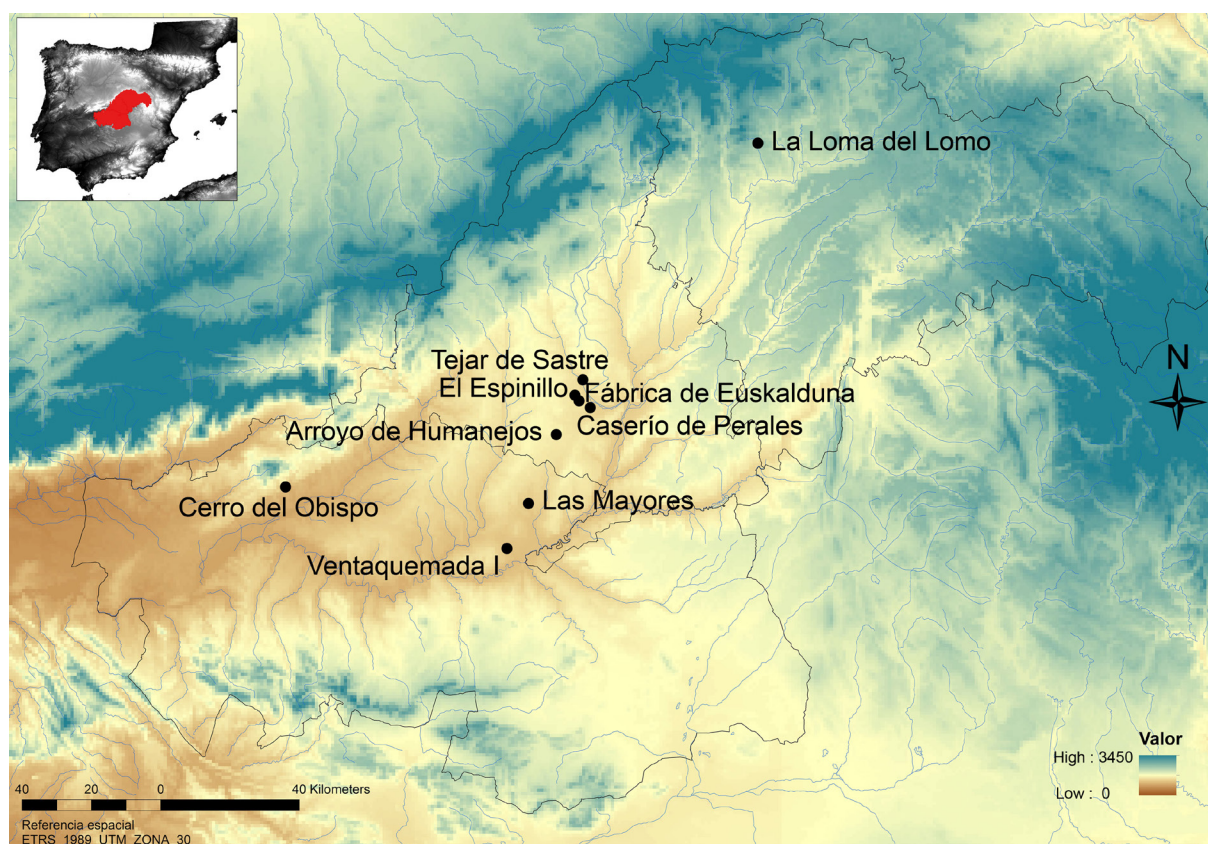 La Loma del Lomo
N
Tejar de Sastre
El Espinillo
Fábrica de Euskalduna
Caserío de Perales
Arroyo de Humanejos
Cerro del Obispo
Las Mayores
Ventaquemada I
Valor
High : 3450
Low : 0
40 20 0 40 Kilometers
Referencia espacial
ETRS_1989_UTM_ZONA_30